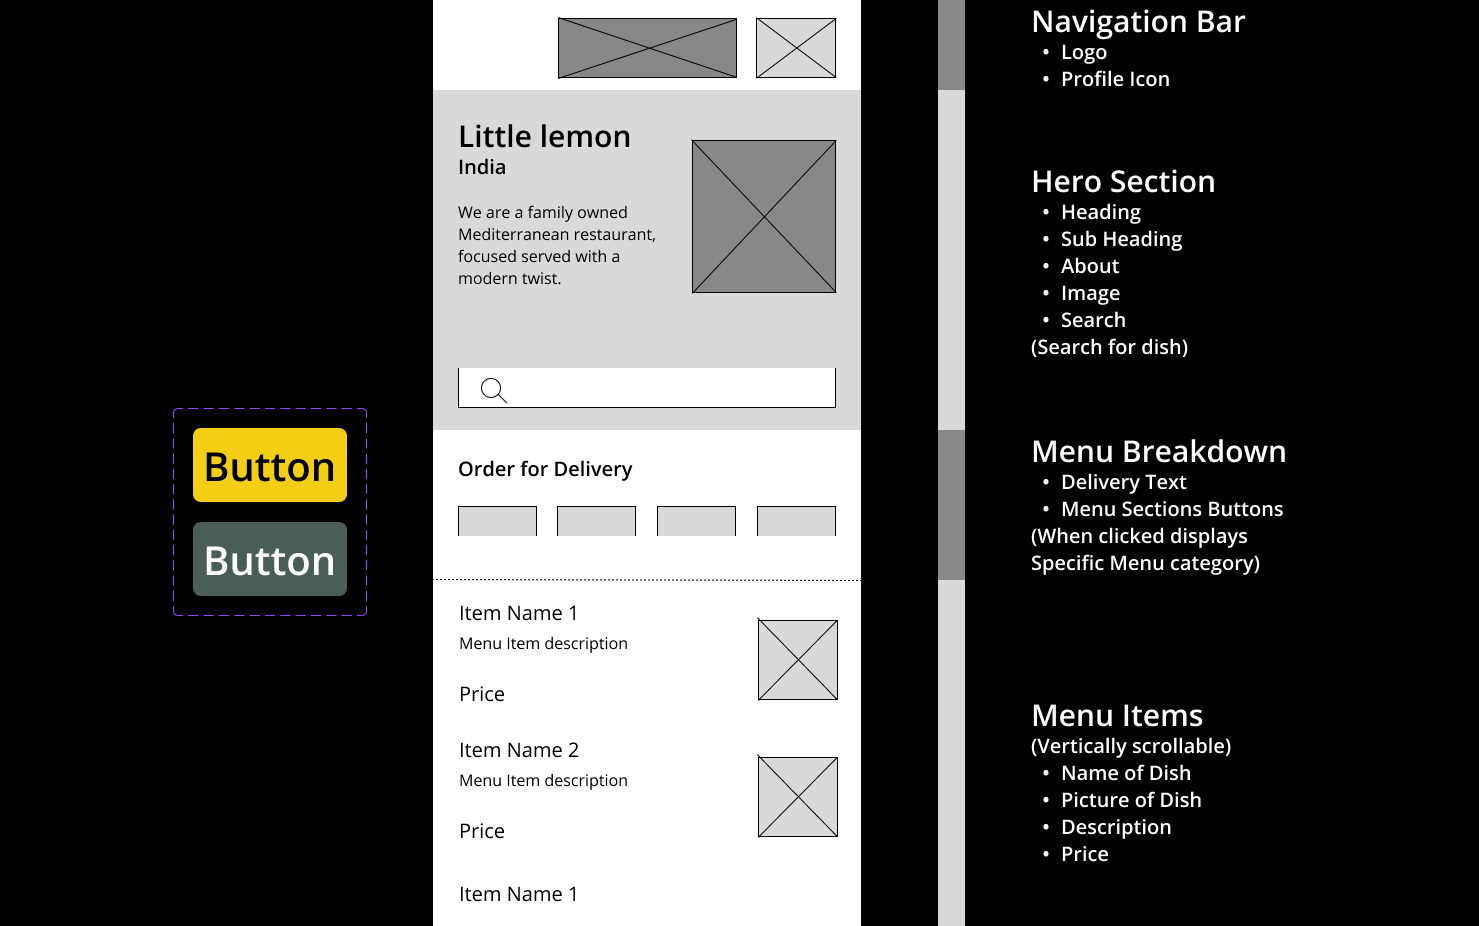 Button
Button
Little lemon
India
We are a family owned
Mediterranean restaurant,
focused served with a
modern twist.
Order for Delivery
Item Name 1
Menu Item description
Price
Item Name 2
Menu Item description
Price
Item Name 1
Navigation Bar
• Logo
• Profile Icon
Hero Section
• Heading
• Sub Heading
• About
• Image
• Search
(Search for dish)
Menu Breakdown
• Delivery Text
• Menu Sections Buttons
(When clicked displays
Specific Menu category)
Menu Items
(Vertically scrollable)
• Name of Dish
• Picture of Dish
• Description
• Price